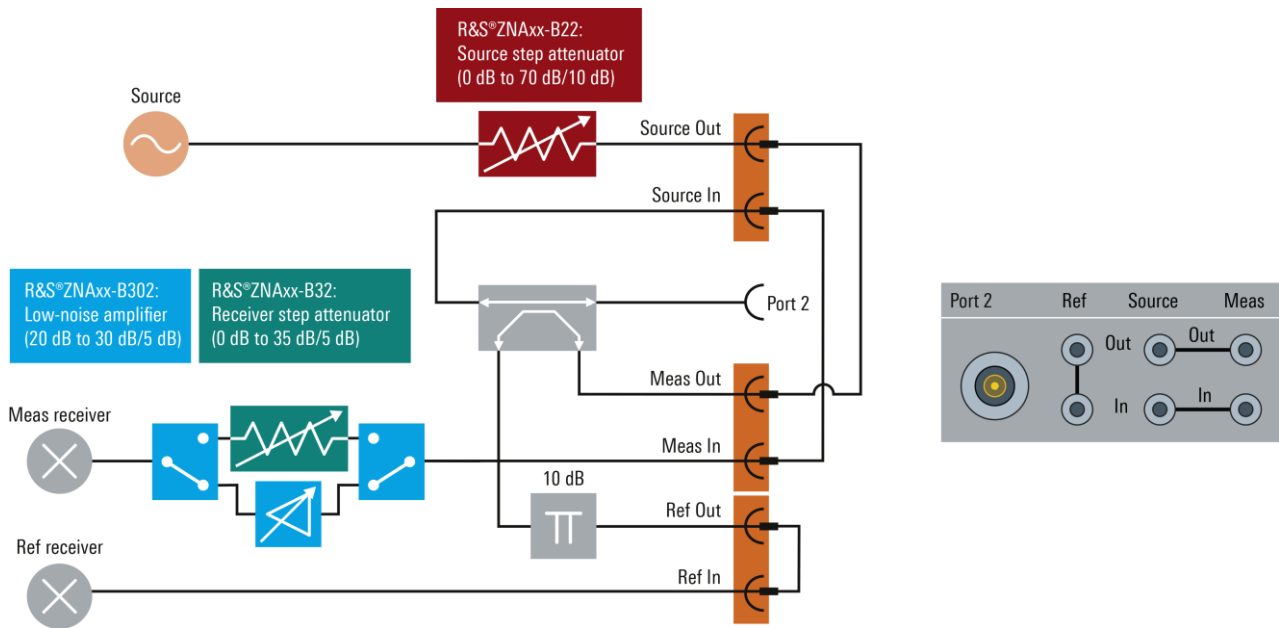 R&S®ZNAxx-B22:
Source step attenuator
(0 dB to 70 dB/10 dB)
Source
Source Out
Source In
R&S®ZNAxx-B302:
Low-noise amplifier
(20 dB to 30 dB/5 dB)
R&S®ZNAxx-B32:
Receiver step attenuator
(0 dB to 35 dB/5 dB)
Port 2
Meas Out
Meas receiver
Meas In
10 dB
Ref Out
Ref receiver
Ref In
Port 2 Ref Source Meas
Out Out
In In